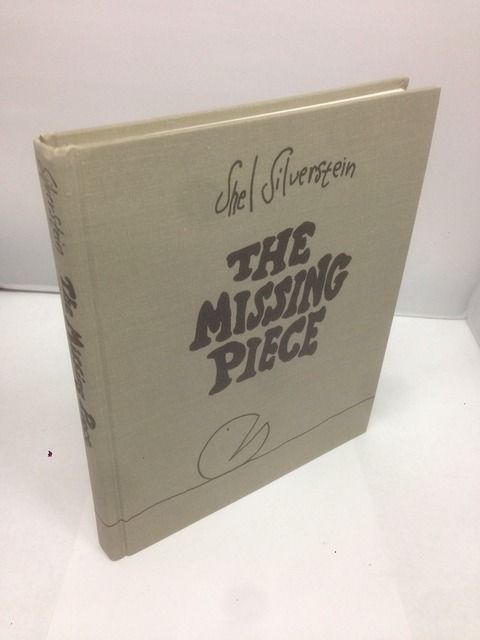 Shel Silverstein
THE
MISSING
PIECE
Silverstein
The Missing Piece